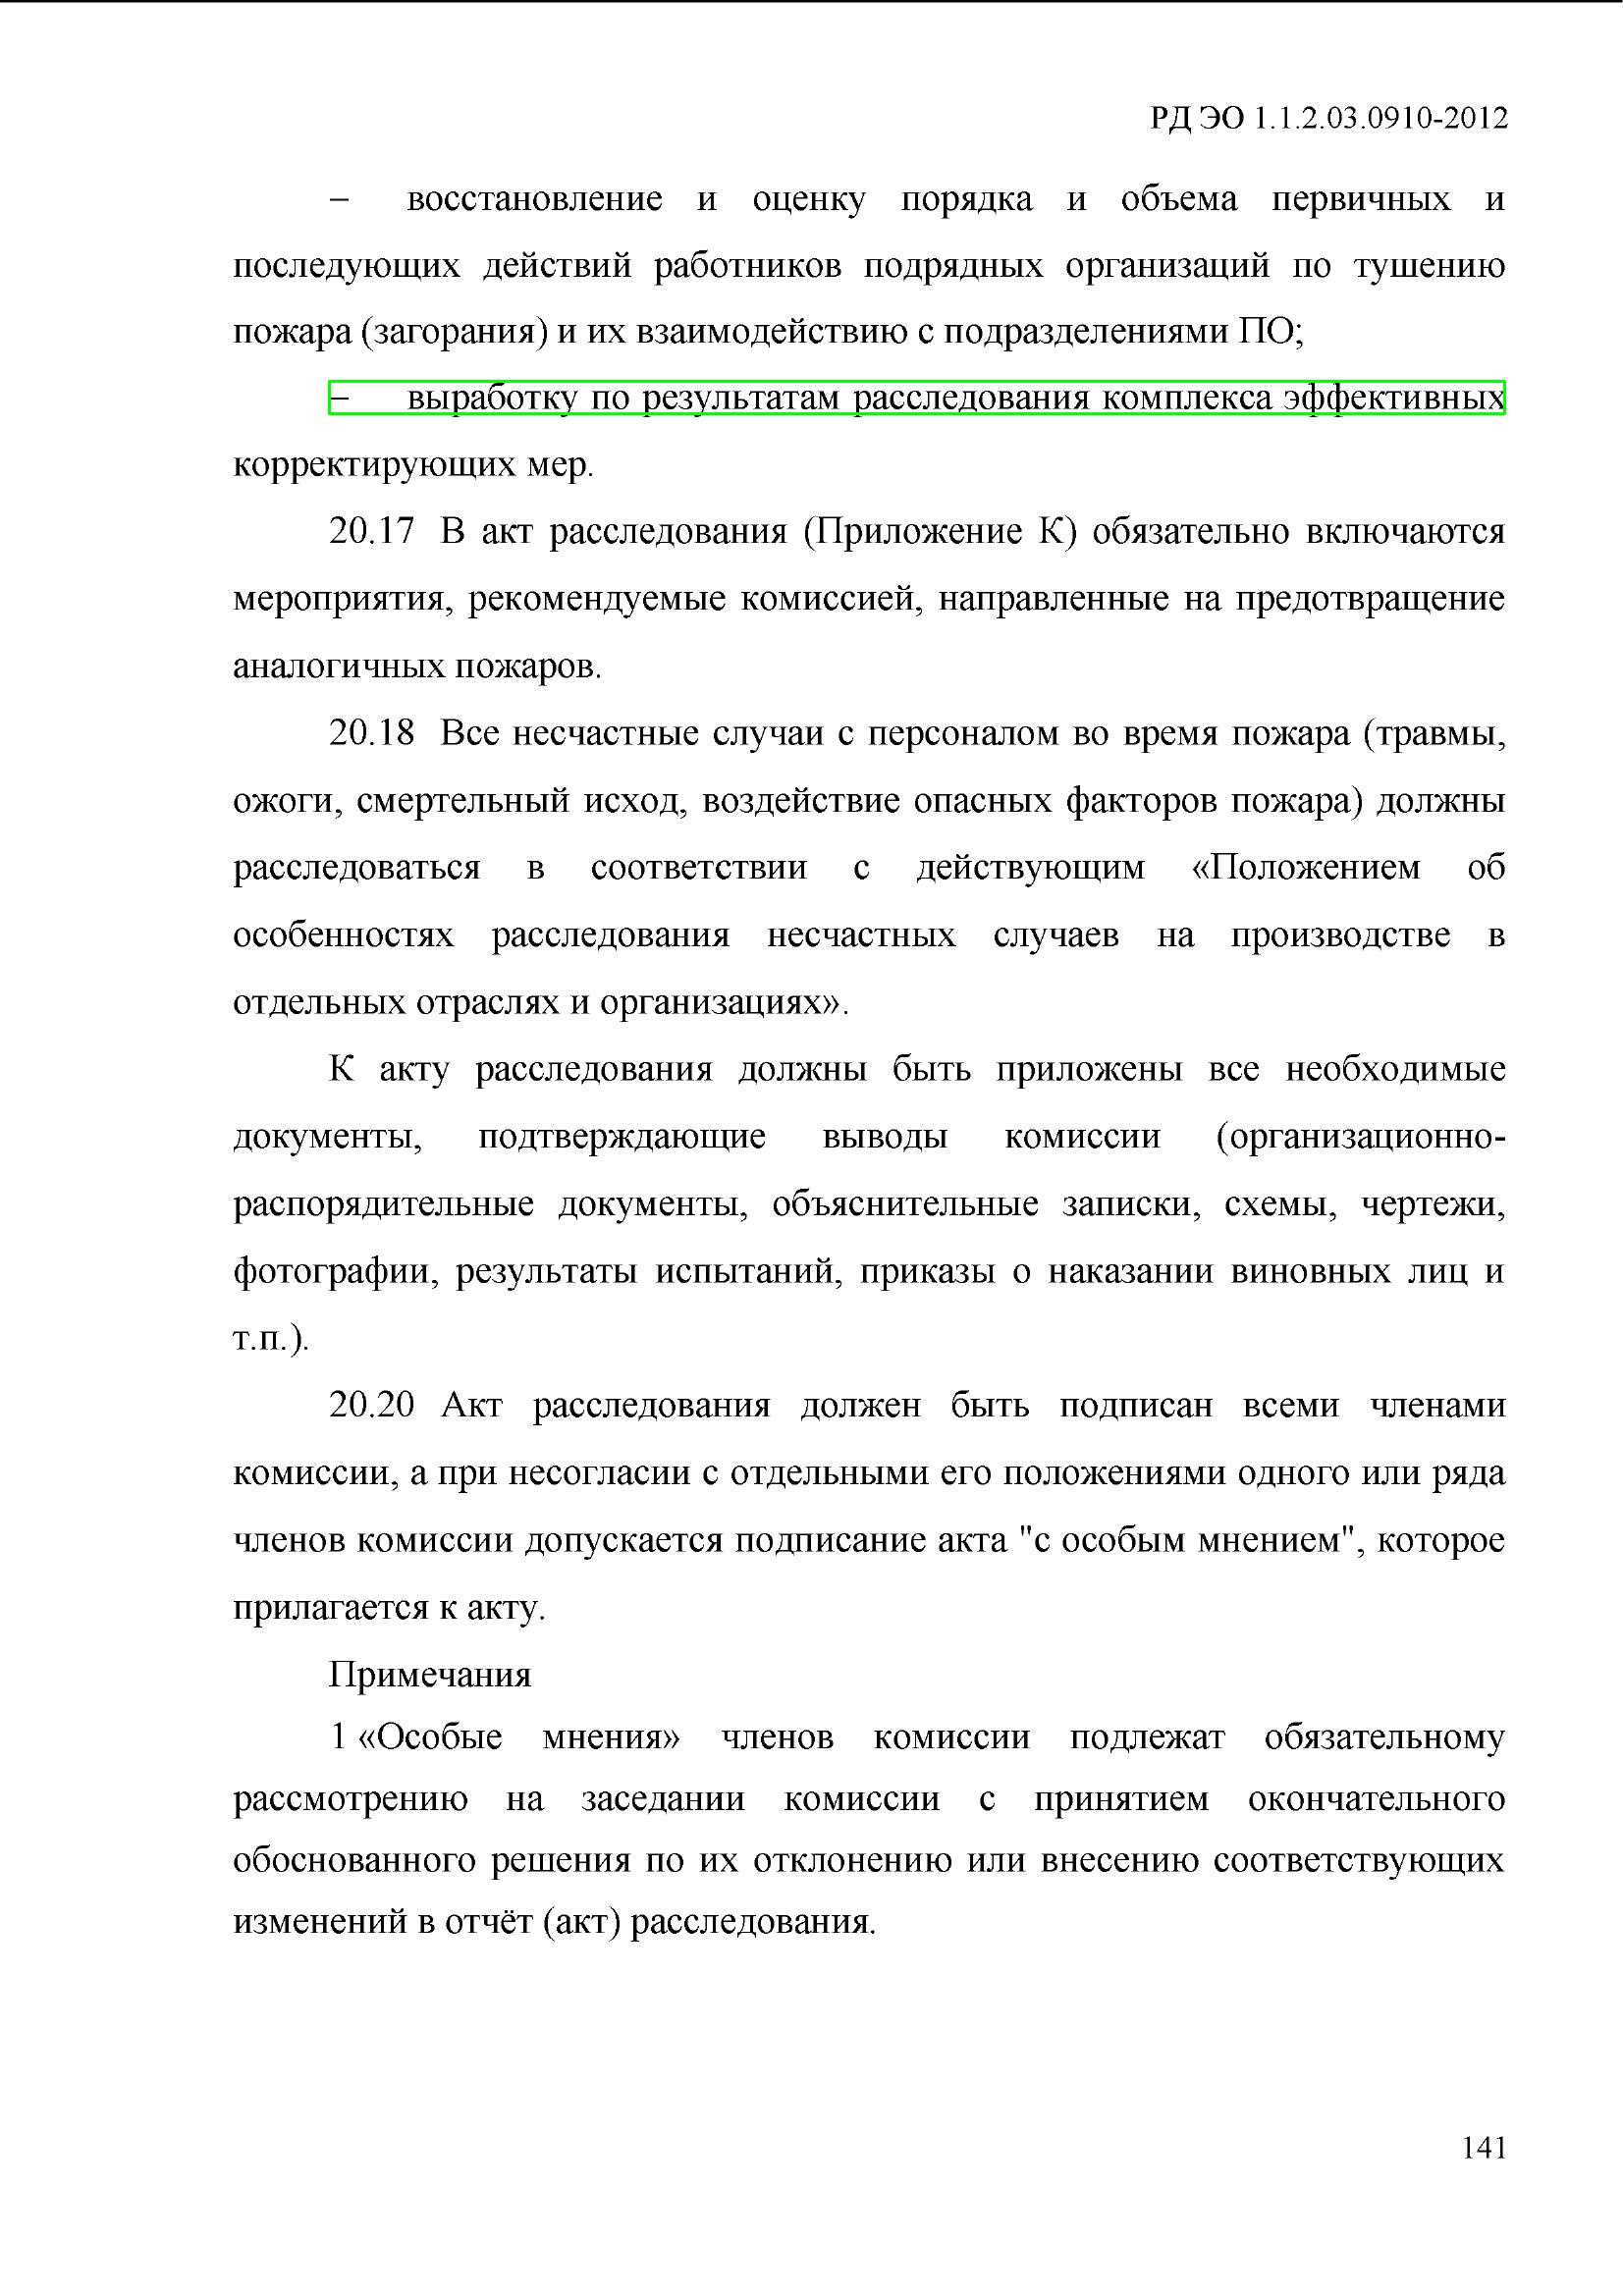 РД ЭО 1.1.2.03.0910-2012
– восстановление и оценку порядка и объема первичных и
последующих действий работников подрядных организаций по тушению
пожара (загорания) и их взаимодействию с подразделениями ПО;
– выработку по результатам расследования комплекса эффективных
корректирующих мер.
20.17 В акт расследования (Приложение К) обязательно включаются
мероприятия, рекомендуемые комиссией, направленные на предотвращение
аналогичных пожаров.
20.18 Все несчастные случаи с персоналом во время пожара (травмы,
ожоги, смертельный исход, воздействие опасных факторов пожара) должны
расследоваться в соответствии с действующим «Положением об
особенностях расследования несчастных случаев на производстве в
отдельных отраслях и организациях».
К акту расследования должны быть приложены все необходимые
документы, подтверждающие выводы комиссии (организационно-
распорядительные документы, объяснительные записки, схемы, чертежи,
фотографии, результаты испытаний, приказы о наказании виновных лиц и
т.п.).
20.20 Акт расследования должен быть подписан всеми членами
комиссии, а при несогласии с отдельными его положениями одного или ряда
членов комиссии допускается подписание акта "с особым мнением", которое
прилагается к акту.
Примечания
1 «Особые мнения» членов комиссии подлежат обязательному
рассмотрению на заседании комиссии с принятием окончательного
обоснованного решения по их отклонению или внесению соответствующих
изменений в отчёт (акт) расследования.
141